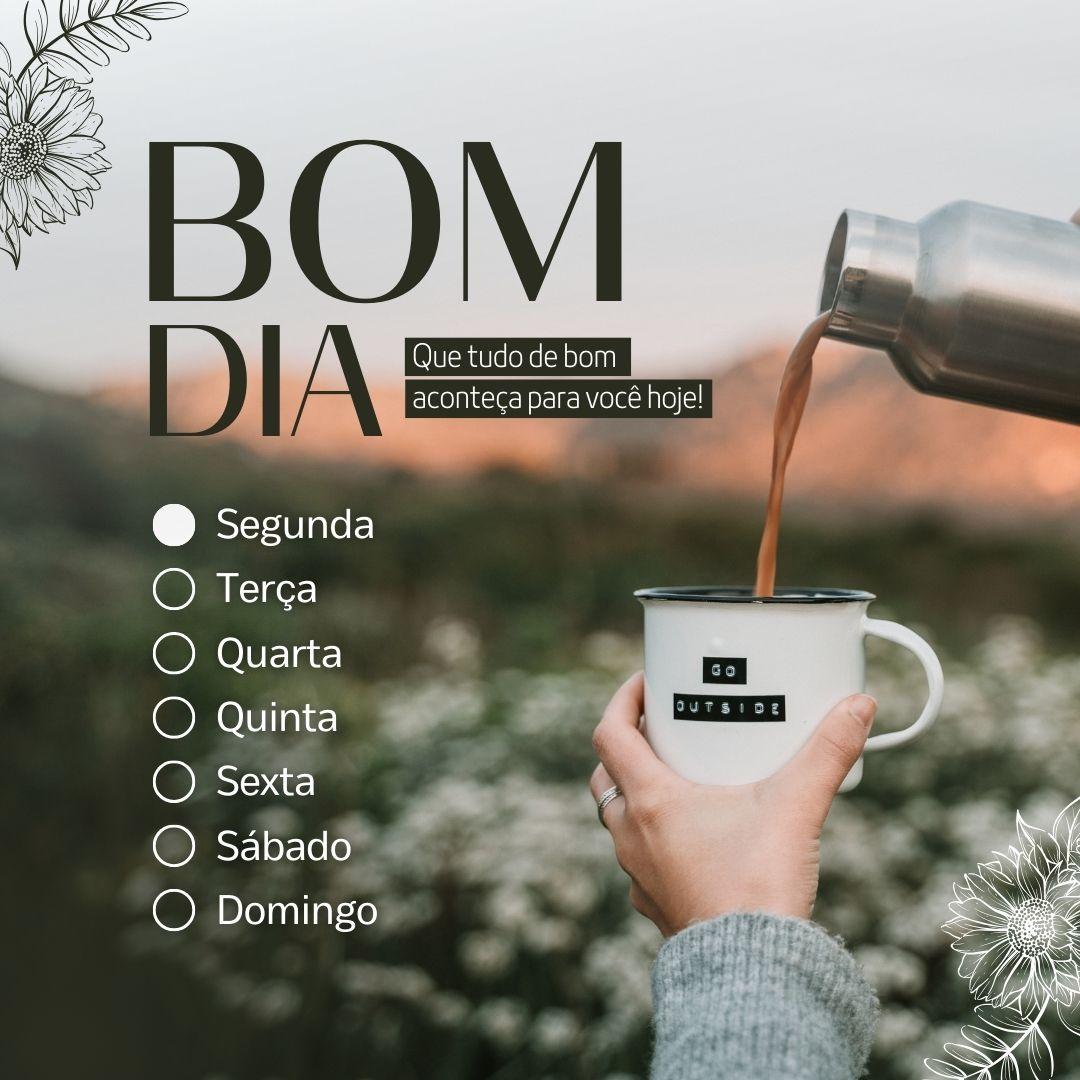 BOM
DIA
Que tudo de bom
aconteça para você hoje!
Segunda
Terça
Quarta
Quinta
Sexta
Sábado
Domingo
GO
OUTSIDE